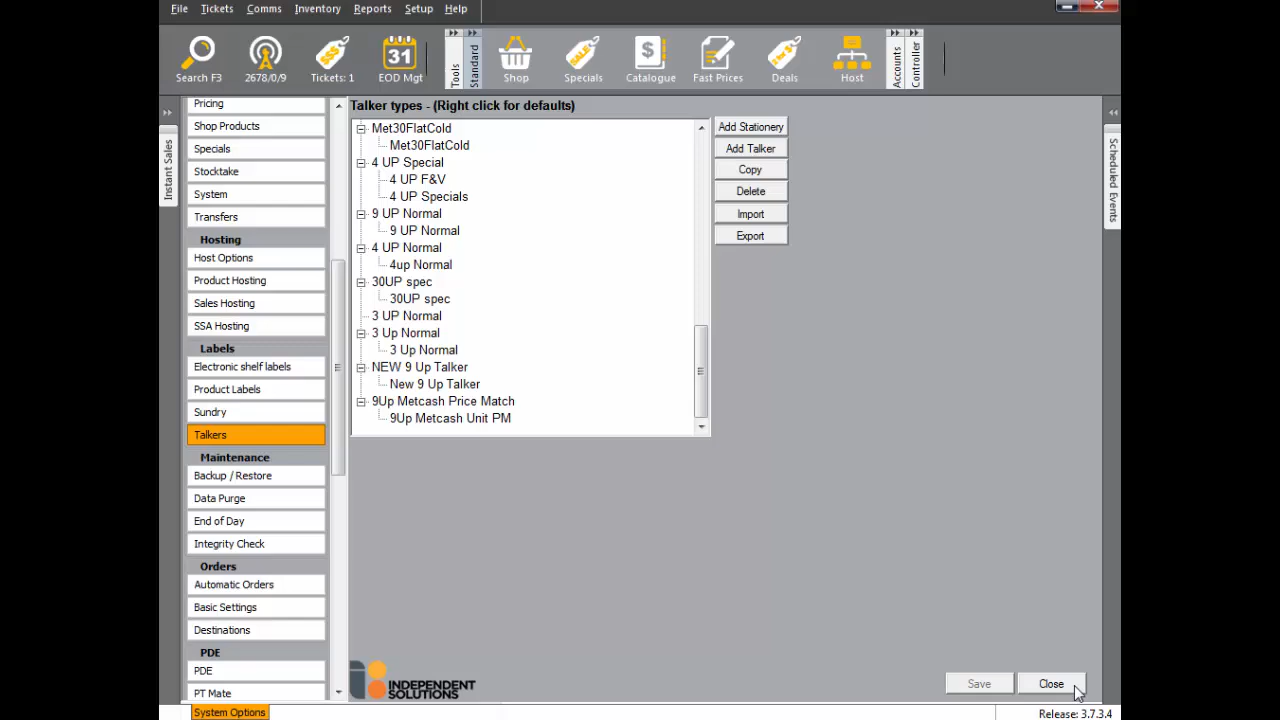 File Tickets Comms Inventory Reports Setup Help
Search F3
2678/0/9
Tickets: 1
31
EOD Mgt
Tools
Standard
Shop
SALE
Specials
$
Catalogue
Fast Prices
2 for $
Deals
Host
Accounts
Controller
Instant Sales
Scheduled Events
Pricing
Shop Products
Specials
Stocktake
System
Transfers
Hosting
Host Options
Product Hosting
Sales Hosting
SSA Hosting
Labels
Electronic shelf labels
Product Labels
Sundry
Talkers
Maintenance
Backup / Restore
Data Purge
End of Day
Integrity Check
Orders
Automatic Orders
Basic Settings
Destinations
PDE
PDE
PT Mate
Talker types - (Right click for defaults)
Met30FlatCold
Met30FlatCold
4 UP Special
4 UP F&V
4 UP Specials
9 UP Normal
9 UP Normal
4 UP Normal
4up Normal
30UP spec
30UP spec
3 UP Normal
3 Up Normal
3 Up Normal
NEW 9 Up Talker
New 9 Up Talker
9Up Metcash Price Match
9Up Metcash Unit PM
Add Stationery
Add Talker
Copy
Delete
Import
Export
INDEPENDENT
SOLUTIONS
Save
Close
System Options
Release: 3.7.3.4